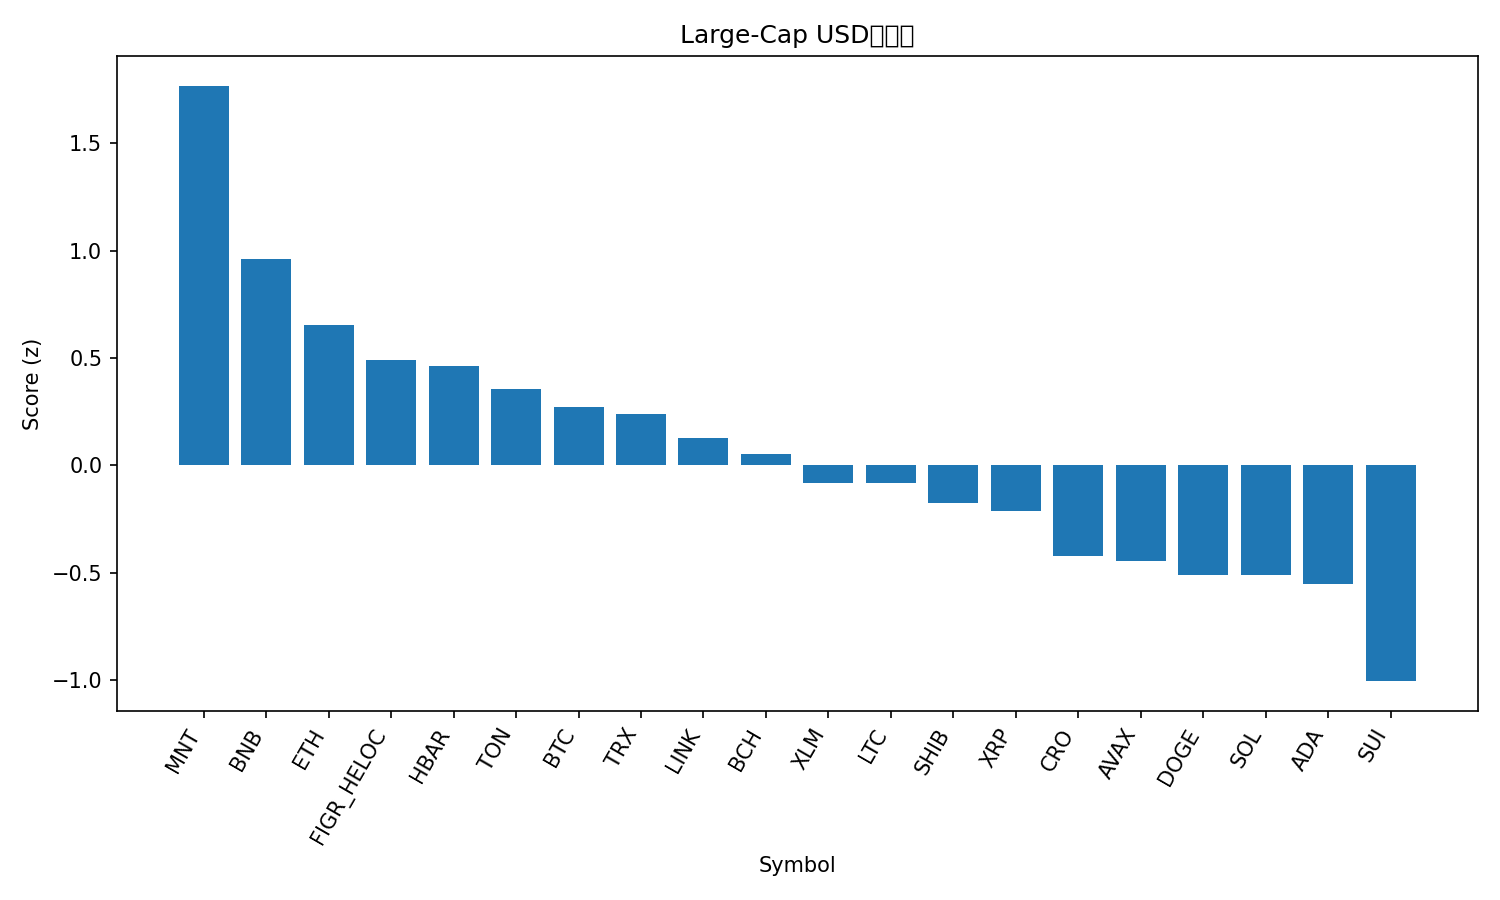 Large-Cap USD
1.5
1.0
0.5
0.0
−0.5
−1.0
Score (z)
MNT
BNB
ETH
FIGR_HELOC
HBAR
TON
BTC
TRX
LINK
BCH
XLM
LTC
SHIB
XRP
CRO
AVAX
DOGE
SOL
ADA
SUI
Symbol